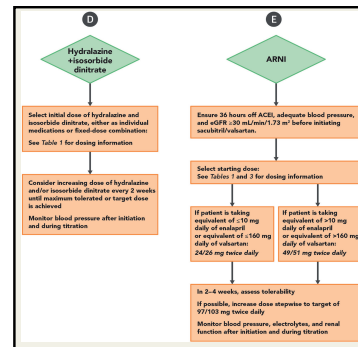 D
Hydralazine
+isosorbide
dinitrate
Select initial dose of hydralazine and
isosorbide dinitrate, either as individual
medications or fixed-dose combination:
See Table 1 for dosing information
Consider increasing dose of hydralazine
and/or isosorbide dinitrate every 2 weeks
until maximum tolerated or target dose
is achieved
Monitor blood pressure after initiation
and during titration
E
ARNI
Ensure 36 hours off ACEI, adequate blood pressure,
and eGFR ≥30 mL/min/1.73 m² before initiating
sacubitril/valsartan.
Select starting dose:
See Tables 1 and 3 for dosing information
If patient is taking
equivalent of ≤10 mg
daily of enalapril
or equivalent of ≤160 mg
daily of valsartan:
24/26 mg twice daily
If patient is taking
equivalent of >10 mg
daily of enalapril
or equivalent of >160 mg
daily of valsartan:
49/51 mg twice daily
In 2–4 weeks, assess tolerability
If possible, increase dose stepwise to target of
97/103 mg twice daily
Monitor blood pressure, electrolytes, and renal
function after initiation and during titration